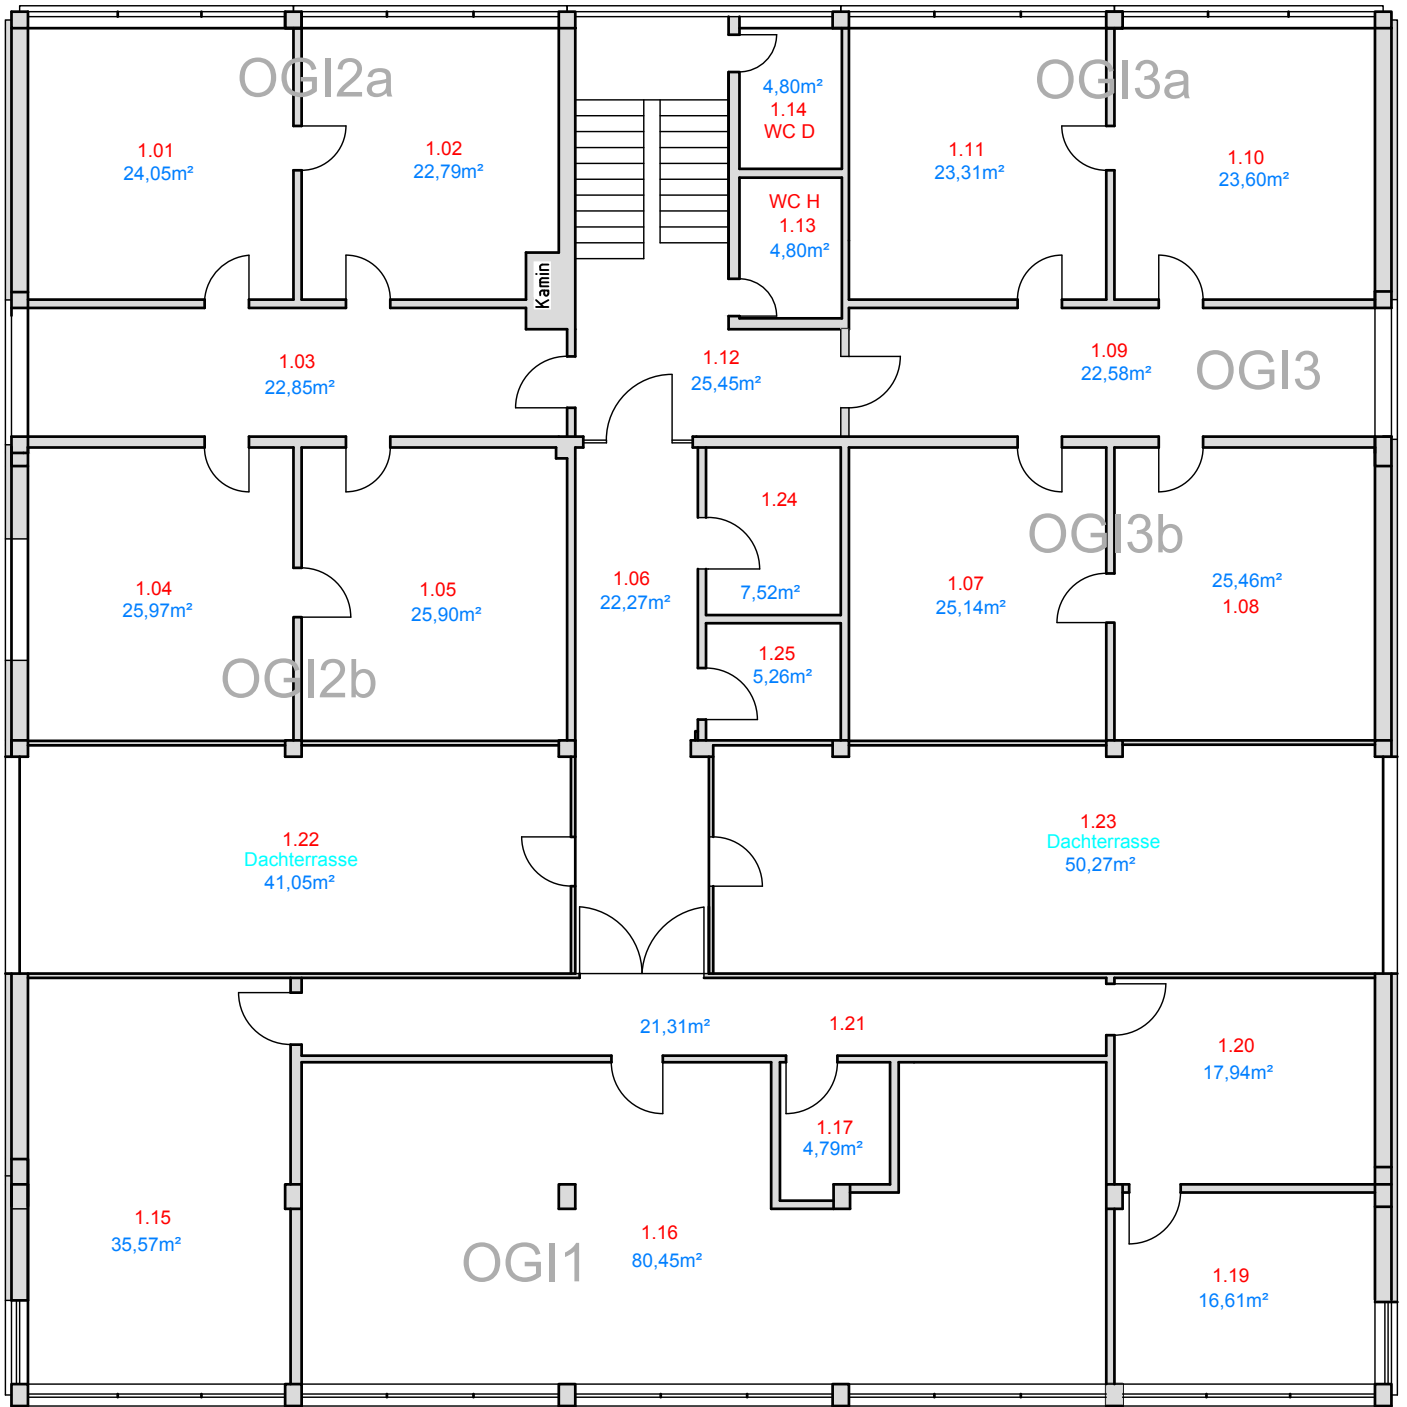 OGI2a
1.01
24,05m²
1.02
22,79m²
4,80m²
1.14
WC D
WC H
1.13
4,80m²
OGI3a
1.11
23,31m²
1.10
23,60m²
Kamin
1.03
22,85m²
1.12
25,45m²
1.09
22,58m²
OGI3
1.04
25,97m²
1.05
25,90m²
OGI2b
1.06
22,27m²
1.24
7,52m²
1.25
5,26m²
OGI3b
1.07
25,14m²
25,46m²
1.08
1.22
Dachterrasse
41,05m²
1.23
Dachterrasse
50,27m²
21,31m²
1.21
1.20
17,94m²
1.17
4,79m²
1.15
35,57m²
1.16
80,45m²
OGI1
1.19
16,61m²